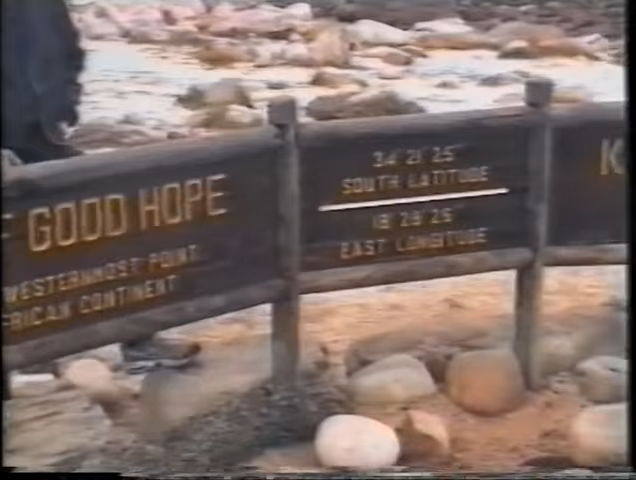 GOOD HOPE
WESTERNMOST POINT
RICAN CONTINENT
34 21 25
SOUTH LATITUDE
18 28 26
EAST LONGITUDE
K